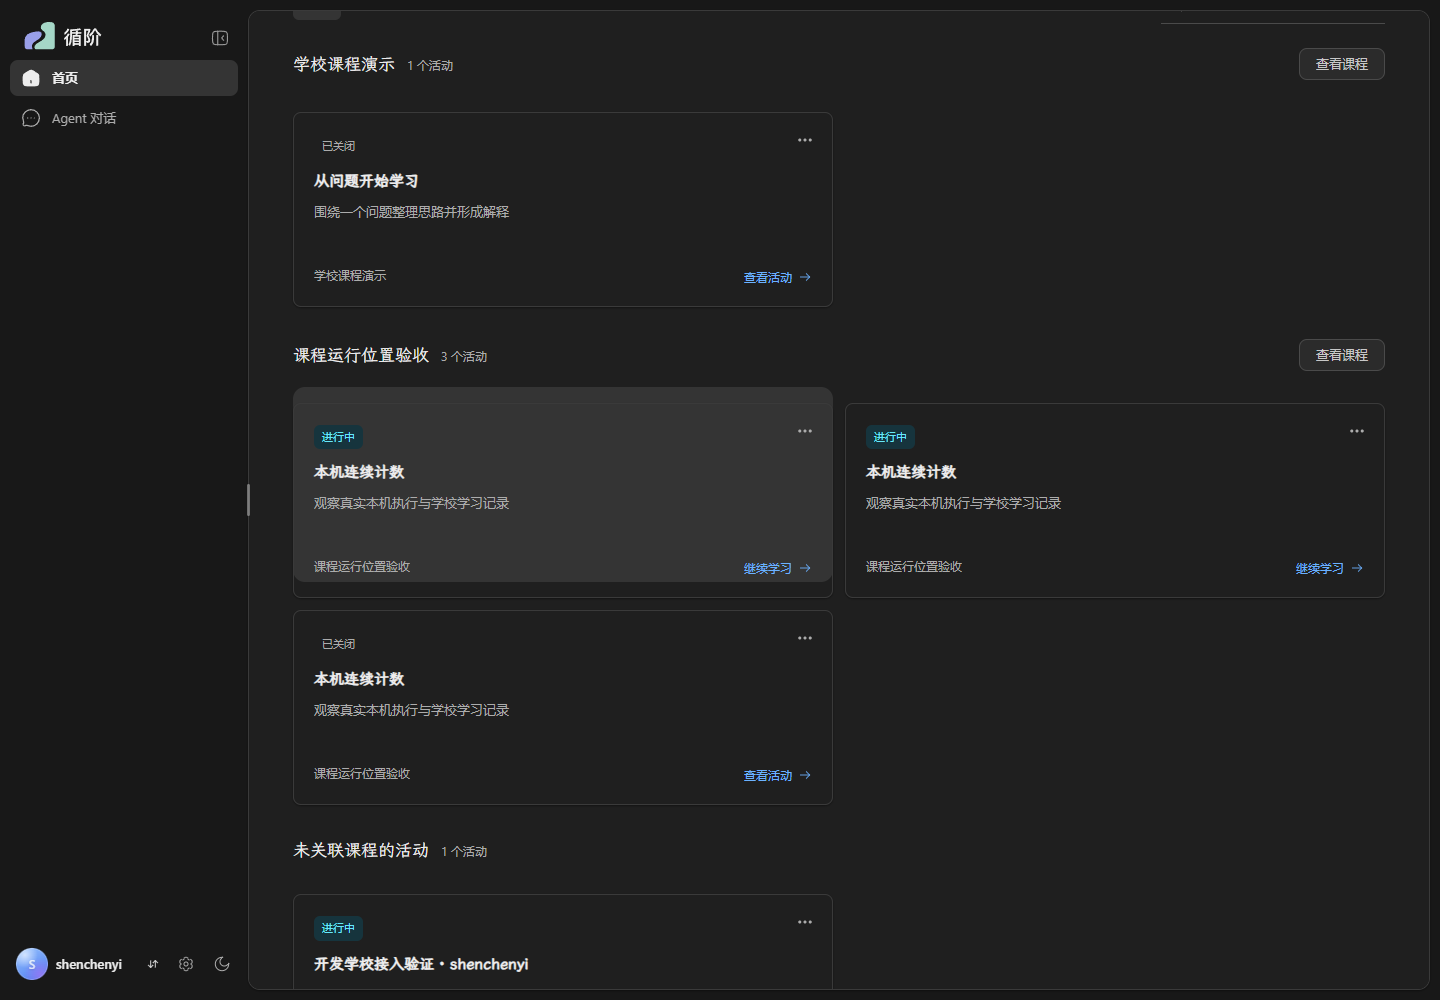 循阶
首页
Agent 对话
学校课程演示 1 个活动
查看课程
已关闭
从问题开始学习
围绕一个问题整理思路并形成解释
学校课程演示
查看活动
课程运行位置验收 3 个活动
查看课程
进行中
本机连续计数
观察真实本机执行与学校学习记录
课程运行位置验收
继续学习
进行中
本机连续计数
观察真实本机执行与学校学习记录
课程运行位置验收
继续学习
已关闭
本机连续计数
观察真实本机执行与学校学习记录
课程运行位置验收
查看活动
未关联课程的活动 1 个活动
进行中
开发学校接入验证・shenchenyi
S
shenchenyi